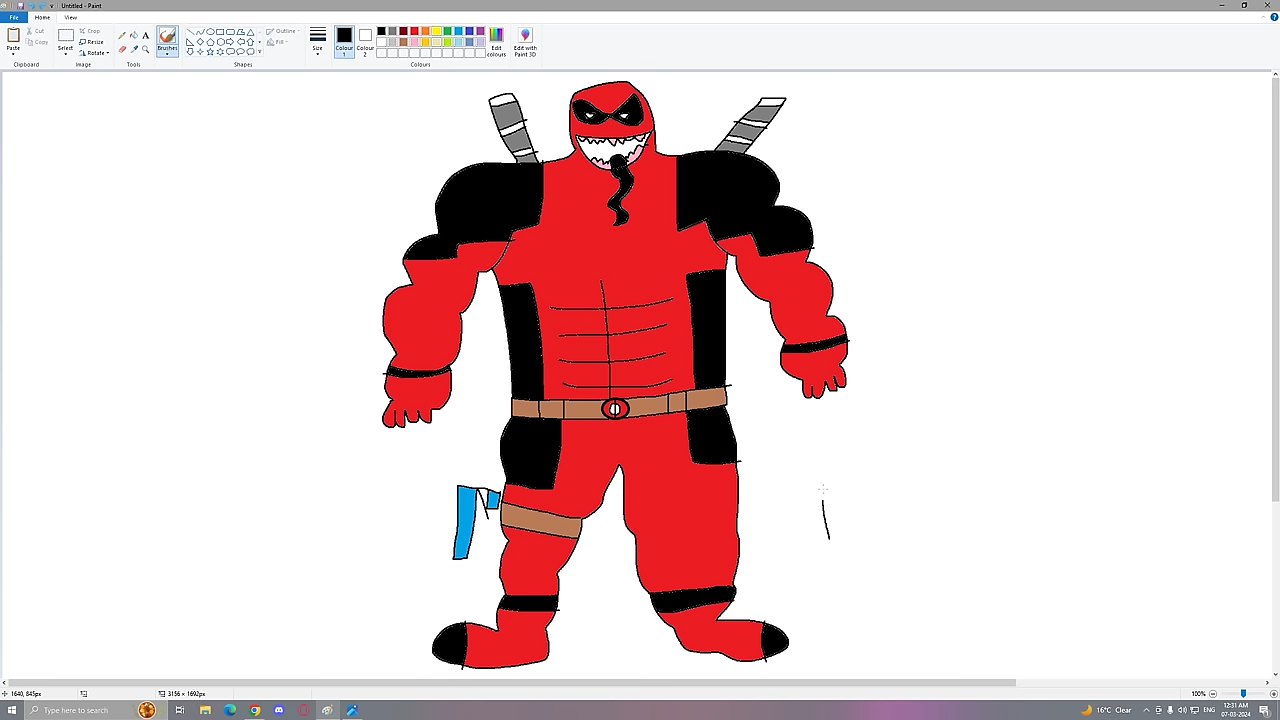 Untitled - Paint
File Home View
Paste
Cut
Copy
Clipboard
Select
Crop
Resize
Rotate
Image
Tools
Brushes
Shapes
Outline
Fill
Size
Colour 1
Colour 2
Edit colours
Edit with Paint 3D
Colours
1640, 845px
3156 × 1692px
100%
Type here to search
16°C Clear
ENG
12:31 AM
07-03-2024